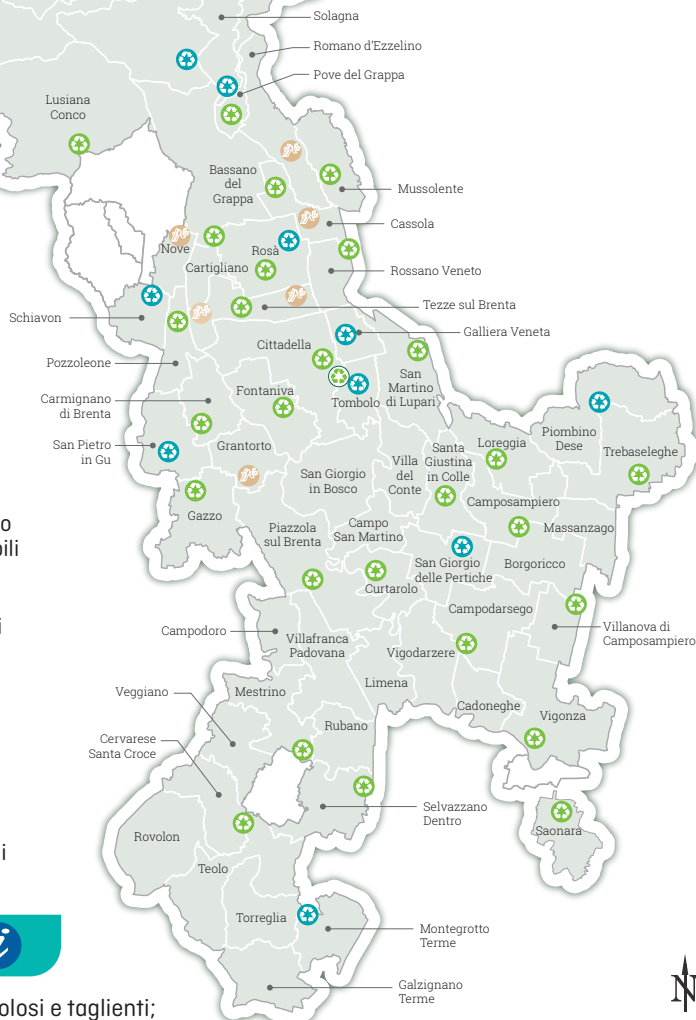 Solagna
Romano d'Ezzelino
Pove del Grappa
Lusiana
Conco
Bassano
del
Grappa
Mussolente
Cassola
Nove
Rosà
Cartigliano
Rossano Veneto
Tezze sul Brenta
Schiavon
Galliera Veneta
Cittadella
Pozzoleone
San
Martino
di Lupari
Carmignano
di Brenta
Fontaniva
Tombolo
San Pietro
in Gu
Grantorto
Villa
del
Conte
Santa
Giustina
in Colle
Loreggia
Piombino
Dese
Trebaseleghe
San Giorgio
in Bosco
Camposampiero
Gazzo
Piazzola
sul Brenta
Campo
San Martino
Massanzago
o
bili
San Giorgio
delle Pertiche
Borgoricco
Curtarolo
Campodarsego
i
Campodoro
Villafranca
Padovana
Vigodarzere
Villanova di
Camposampiero
Limena
Veggiano
Mestrino
Cadoneghe
Vigonza
Rubano
Cervarese
Santa Croce
Selvazzano
Dentro
Saonara
Rovolon
i
Teolo
Torreglia
Montegrotto
Terme
i
Galzignano
Terme
N
olosi e taglienti;